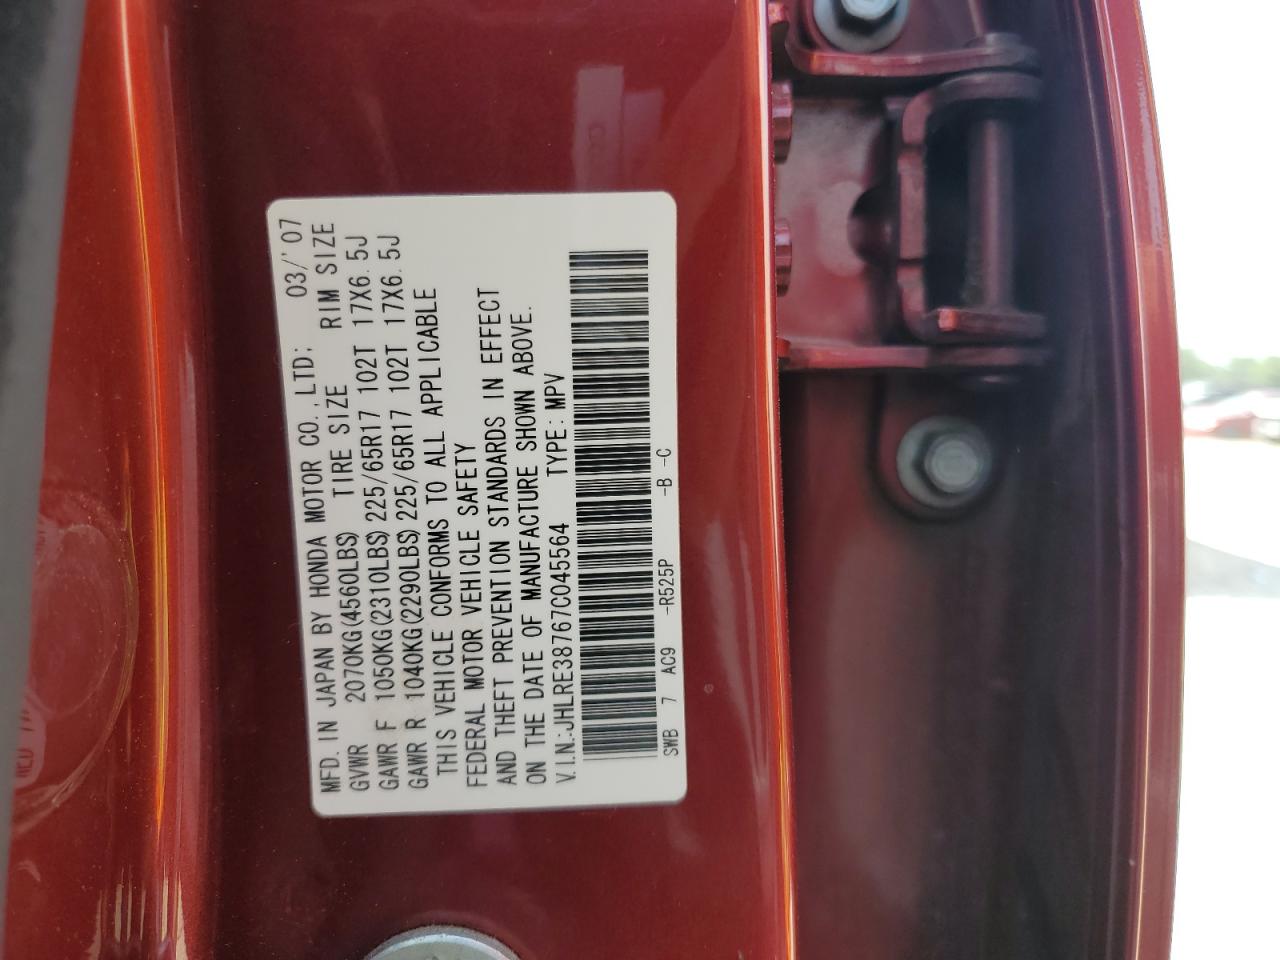 MFD. IN JAPAN BY HONDA MOTOR CO., LTD; 03/'07
GVWR 2070KG(4560LBS) TIRE SIZE RIM SIZE
GAWR F 1050KG(2310LBS) 225/65R17 102T 17X6.5J
GAWR R 1040KG(2290LBS) 225/65R17 102T 17X6.5J
THIS VEHICLE CONFORMS TO ALL APPLICABLE
FEDERAL MOTOR VEHICLE SAFETY
AND THEFT PREVENTION STANDARDS IN EFFECT
ON THE DATE OF MANUFACTURE SHOWN ABOVE.
V.I.N.:JHLRE38767C045564 TYPE:MPV
SWB 7 AC9 -R525P -B -C